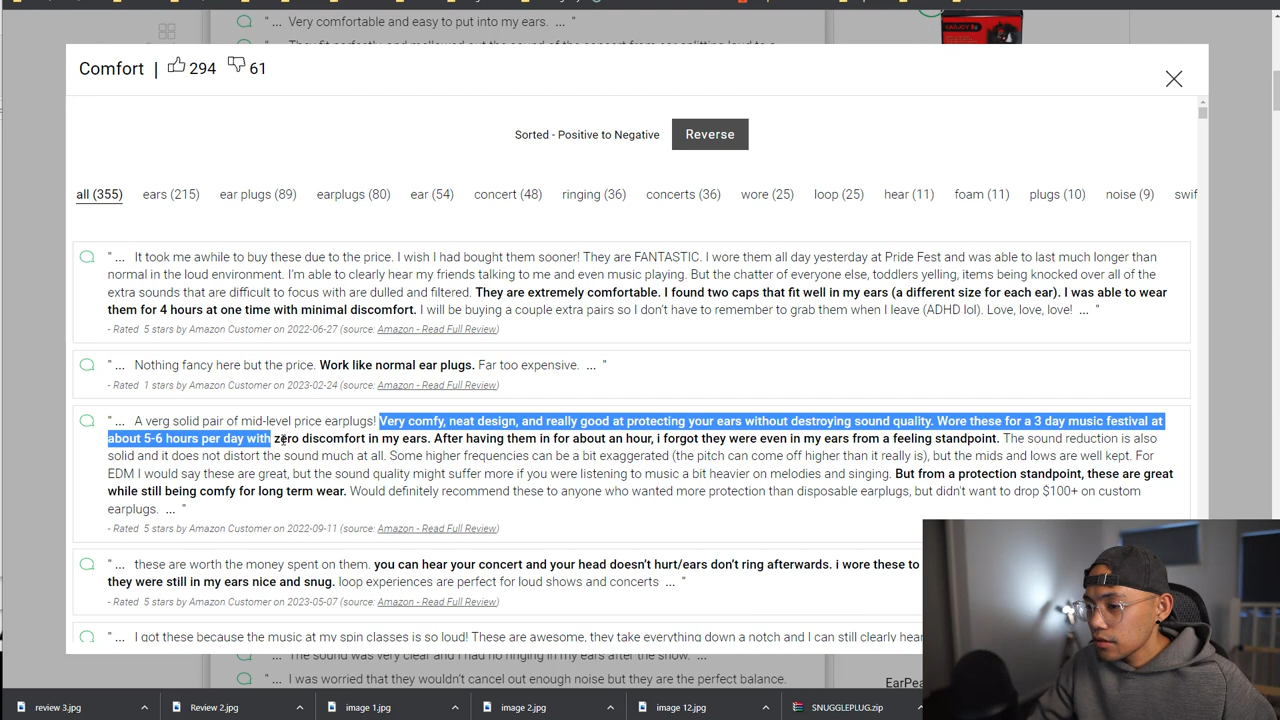 " ... Very comfortable and easy to put into my ears. ... "
Comfort | 294 61
Sorted - Positive to Negative Reverse
all (355) ears (215) ear plugs (89) earplugs (80) ear (54) concert (48) ringing (36) concerts (36) wore (25) loop (25) hear (11) foam (11) plugs (10) noise (9) swif
" ... It took me awhile to buy these due to the price. I wish I had bought them sooner! They are FANTASTIC. I wore them all day yesterday at Pride Fest and was able to last much longer than
normal in the loud environment. I'm able to clearly hear my friends talking to me and even music playing. But the chatter of everyone else, toddlers yelling, items being knocked over all of the
extra sounds that are difficult to focus with are dulled and filtered. They are extremely comfortable. I found two caps that fit well in my ears (a different size for each ear). I was able to wear
them for 4 hours at one time with minimal discomfort. I will be buying a couple extra pairs so I don't have to remember to grab them when I leave (ADHD lol). Love, love, love! ... "
- Rated 5 stars by Amazon Customer on 2022-06-27 (source: Amazon - Read Full Review)
" ... Nothing fancy here but the price. Work like normal ear plugs. Far too expensive. ... "
- Rated 1 stars by Amazon Customer on 2023-02-24 (source: Amazon - Read Full Review)
" ... A verg solid pair of mid-level price earplugs! Very comfy, neat design, and really good at protecting your ears without destroying sound quality. Wore these for a 3 day music festival at
about 5-6 hours per day with zero discomfort in my ears. After having them in for about an hour, i forgot they were even in my ears from a feeling standpoint. The sound reduction is also
nice and it does not distort the sound much at all. Some higher frequencies can be a bit exaggerated (the pitch can come off higher than it really is), but the mids and lows are well kept. For
EDM I would say these are great, but the sound quality might suffer more if you were listening to music a bit heavier on melodies and singing. But from a protection standpoint, these are great
while still being comfy for long term wear. Would definitely recommend these to anyone who wanted more protection than disposable earplugs, but didn't want to drop $100+ on custom
earplugs. ... "
- Rated 5 stars by Amazon Customer on 2022-09-11 (source: Amazon - Read Full Review)
" ... these are worth the money spent on them. you can hear your concert and your head doesn't hurt/ears don't ring afterwards. i wore these to
they were still in my ears nice and snug. loop experiences are perfect for loud shows and concerts ... "
- Rated 5 stars by Amazon Customer on 2023-05-07 (source: Amazon - Read Full Review)
" ... I got these because the music at my spin classes is so loud! These are awesome, they take everything down a notch and I can still clearly hear
" ... The sound was very clear and I had no ringing in my ears after the show. ...
" ... I was worried that they wouldn't cancel out enough noise but they are the perfect balance.
EarPea
review 3.jpg Review 2.jpg image 1.jpg image 2.jpg image 12.jpg SNUGGLEPLUG.zip